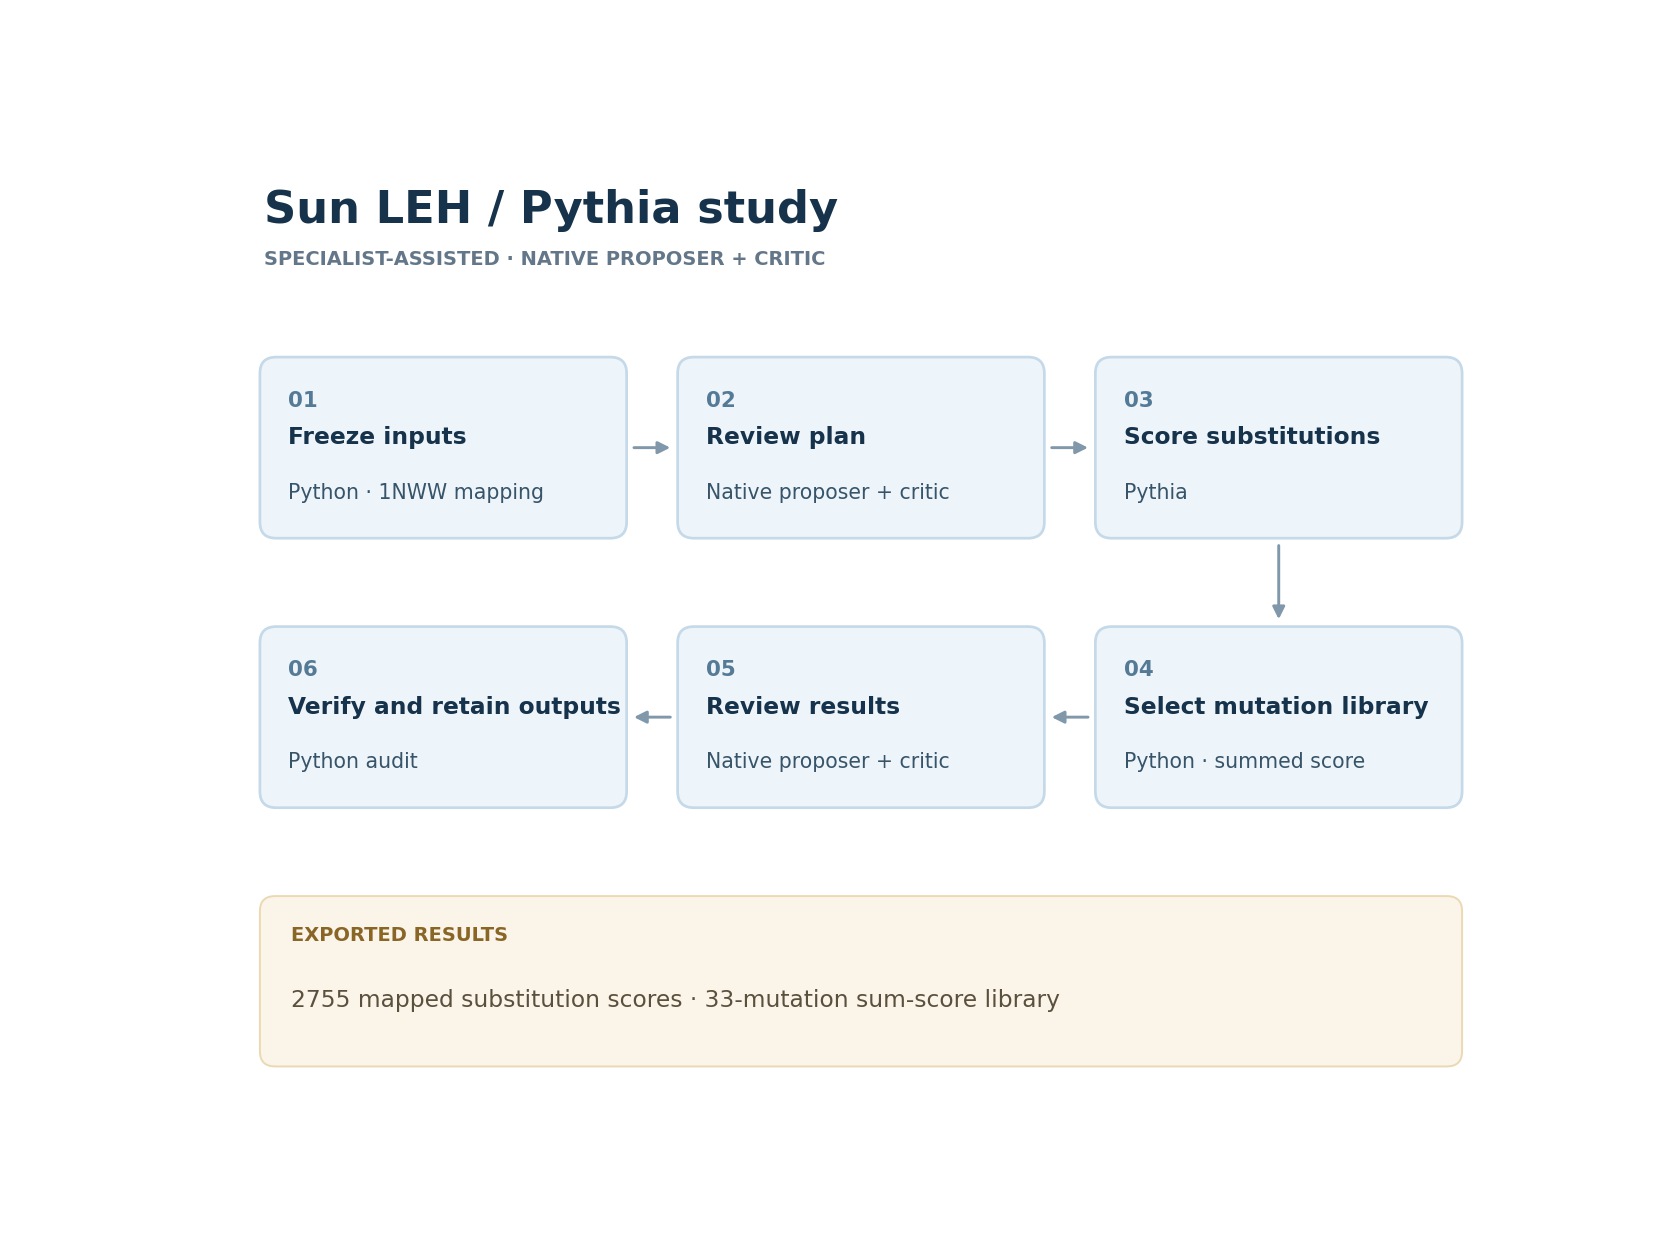 Sun LEH / Pythia study
SPECIALIST-ASSISTED · NATIVE PROPOSER + CRITIC
01
Freeze inputs
Python · 1NWW mapping
02
Review plan
Native proposer + critic
03
Score substitutions
Pythia
04
Select mutation library
Python · summed score
05
Review results
Native proposer + critic
06
Verify and retain outputs
Python audit
EXPORTED RESULTS
2755 mapped substitution scores · 33-mutation sum-score library